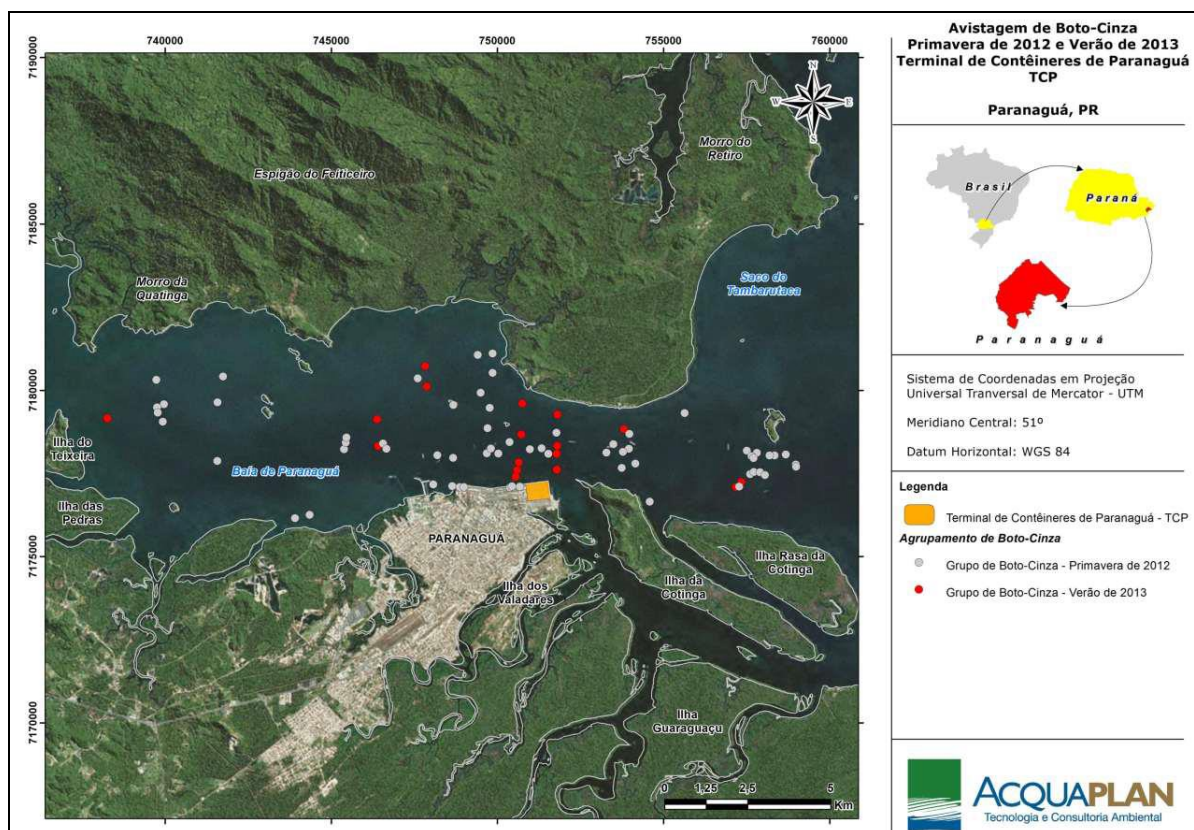 740000
745000
750000
755000
760000
7190000
7185000
7180000
7175000
7170000
N
W
E
S
Morro do
Retiro
Espigão do Feiticeiro
Saco do
Tambarutaca
Morro da
Quatinga
Ilha do
Teixeira
Baía de Paranaguá
Ilha das
Pedras
PARANAGUÁ
Ilha Rasa da
Cotinga
Ilha dos
Valadares
Ilha da
Cotinga
Ilha
Guaraguaçu
0 1,25 2,5 5
Km
Avistagem de Boto-Cinza
Primavera de 2012 e Verão de 2013
Terminal de Contêineres de Paranaguá
TCP
Paranaguá, PR
Brasil
Paraná
Paranaguá
Sistema de Coordenadas em Projeção
Universal Tranversal de Mercator - UTM
Meridiano Central: 51º
Datum Horizontal: WGS 84
Legenda
Terminal de Contêineres de Paranaguá - TCP
Agrupamento de Boto-Cinza
Grupo de Boto-Cinza - Primavera de 2012
Grupo de Boto-Cinza - Verão de 2013
ACQUAPLAN
Tecnologia e Consultoria Ambiental